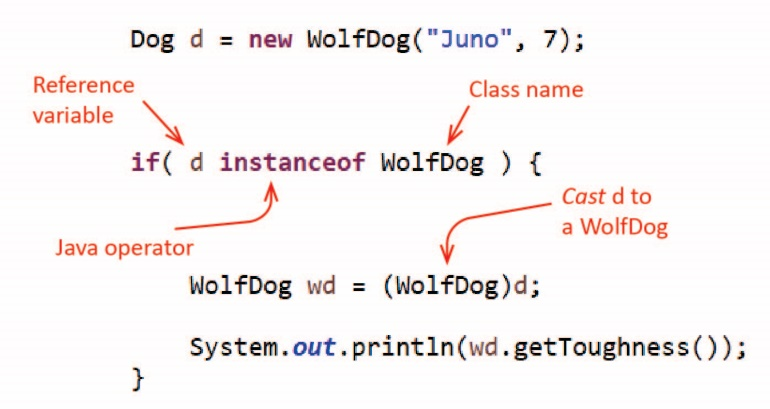 Dog d = new WolfDog("Juno", 7);
Reference
variable
Class name
if( d instanceof WolfDog ) {
Cast d to
a WolfDog
Java operator
WolfDog wd = (WolfDog)d;
System.out.println(wd.getToughness());
}